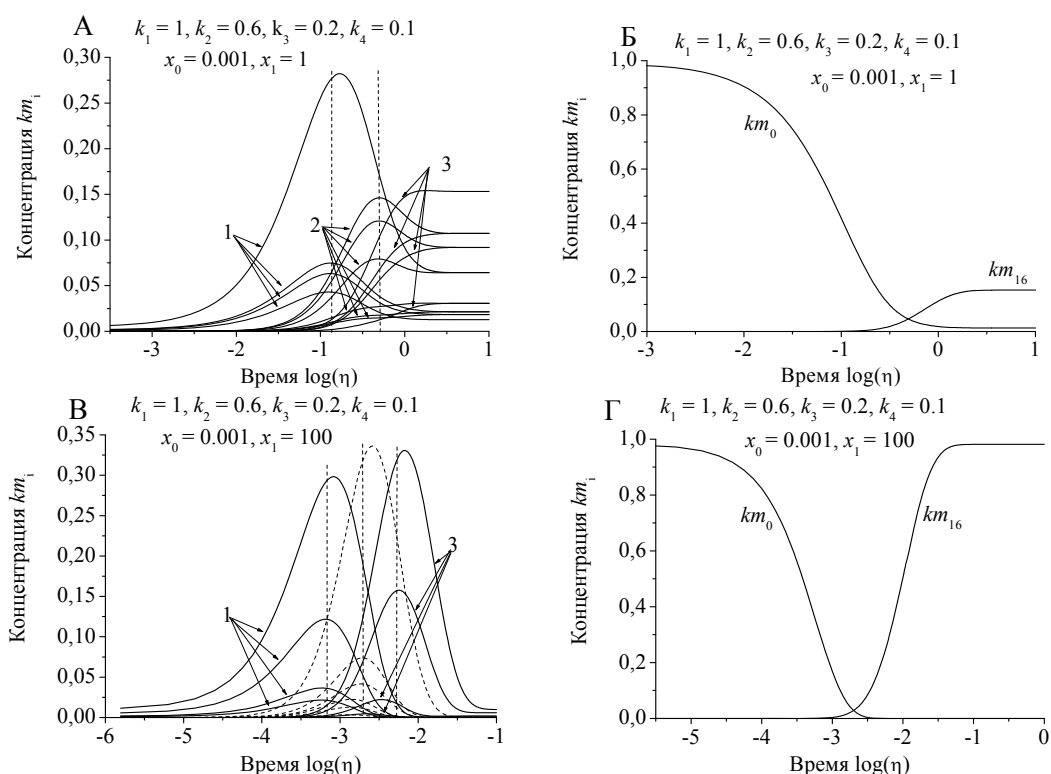 А
k1 = 1, k2 = 0.6, k3 = 0.2, k4 = 0.1
x0 = 0.001, x1 = 1
Концентрация kmi
0,30
0,25
0,20
0,15
0,10
0,05
0,00
1
2
3
-3 -2 -1 0 1
Время log(η)
Б
k1 = 1, k2 = 0.6, k3 = 0.2, k4 = 0.1
x0 = 0.001, x1 = 1
Концентрация kmi
1,0
0,8
0,6
0,4
0,2
0,0
km0
km16
-3 -2 -1 0 1
Время log(η)
В
k1 = 1, k2 = 0.6, k3 = 0.2, k4 = 0.1
x0 = 0.001, x1 = 100
Концентрация kmi
0,35
0,30
0,25
0,20
0,15
0,10
0,05
0,00
1
3
-6 -5 -4 -3 -2 -1
Время log(η)
Г
k1 = 1, k2 = 0.6, k3 = 0.2, k4 = 0.1
x0 = 0.001, x1 = 100
Концентрация kmi
1,0
0,8
0,6
0,4
0,2
0,0
km0
km16
-5 -4 -3 -2 -1 0
Время log(η)